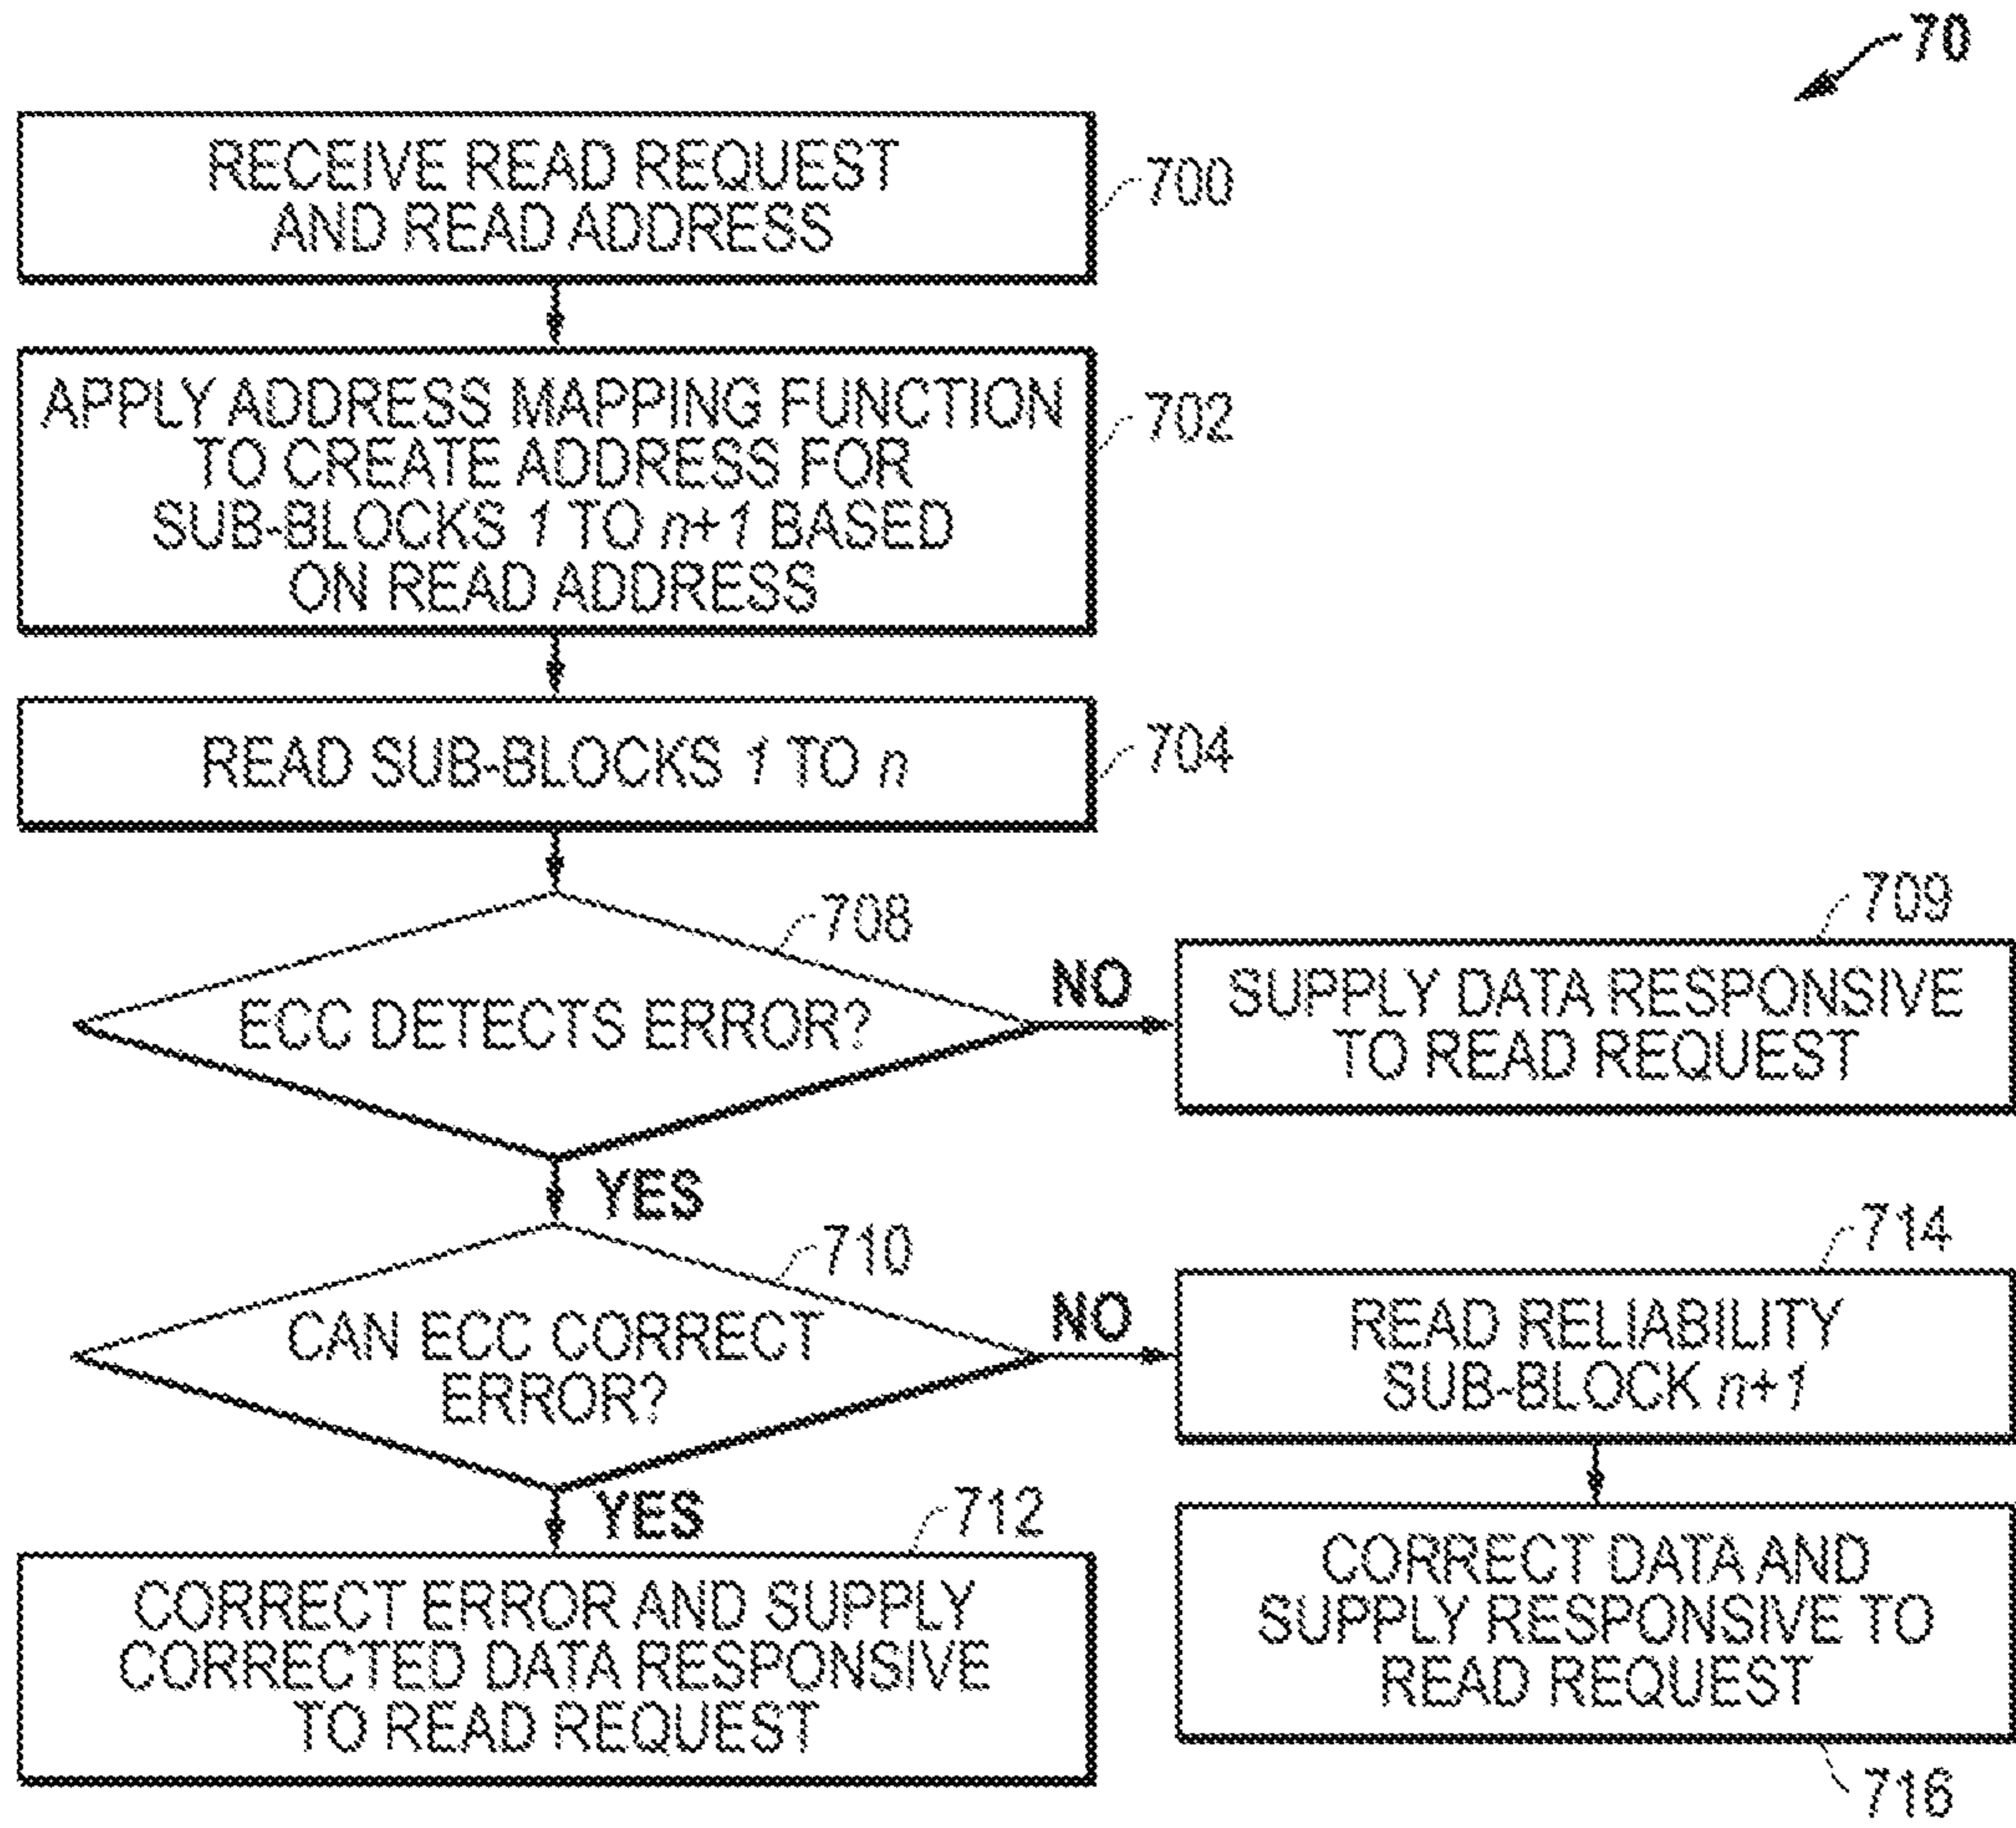 70
RECEIVE READ REQUEST
AND READ ADDRESS
700
APPLY ADDRESS MAPPING FUNCTION
TO CREATE ADDRESS FOR
SUB-BLOCKS 1 TO n+1 BASED
ON READ ADDRESS
702
READ SUB-BLOCKS 1 TO n
704
708
ECC DETECTS ERROR?
NO
709
SUPPLY DATA RESPONSIVE
TO READ REQUEST
YES
710
CAN ECC CORRECT
ERROR?
NO
714
READ RELIABILITY
SUB-BLOCK n+1
YES
712
CORRECT ERROR AND SUPPLY
CORRECTED DATA RESPONSIVE
TO READ REQUEST
CORRECT DATA AND
SUPPLY RESPONSIVE TO
READ REQUEST
716